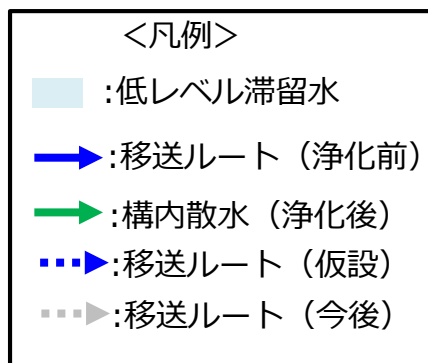 ＜凡例＞
:低レベル滞留水
:移送ルート（浄化前）
:構内散水（浄化後）
:移送ルート（仮設）
:移送ルート（今後）